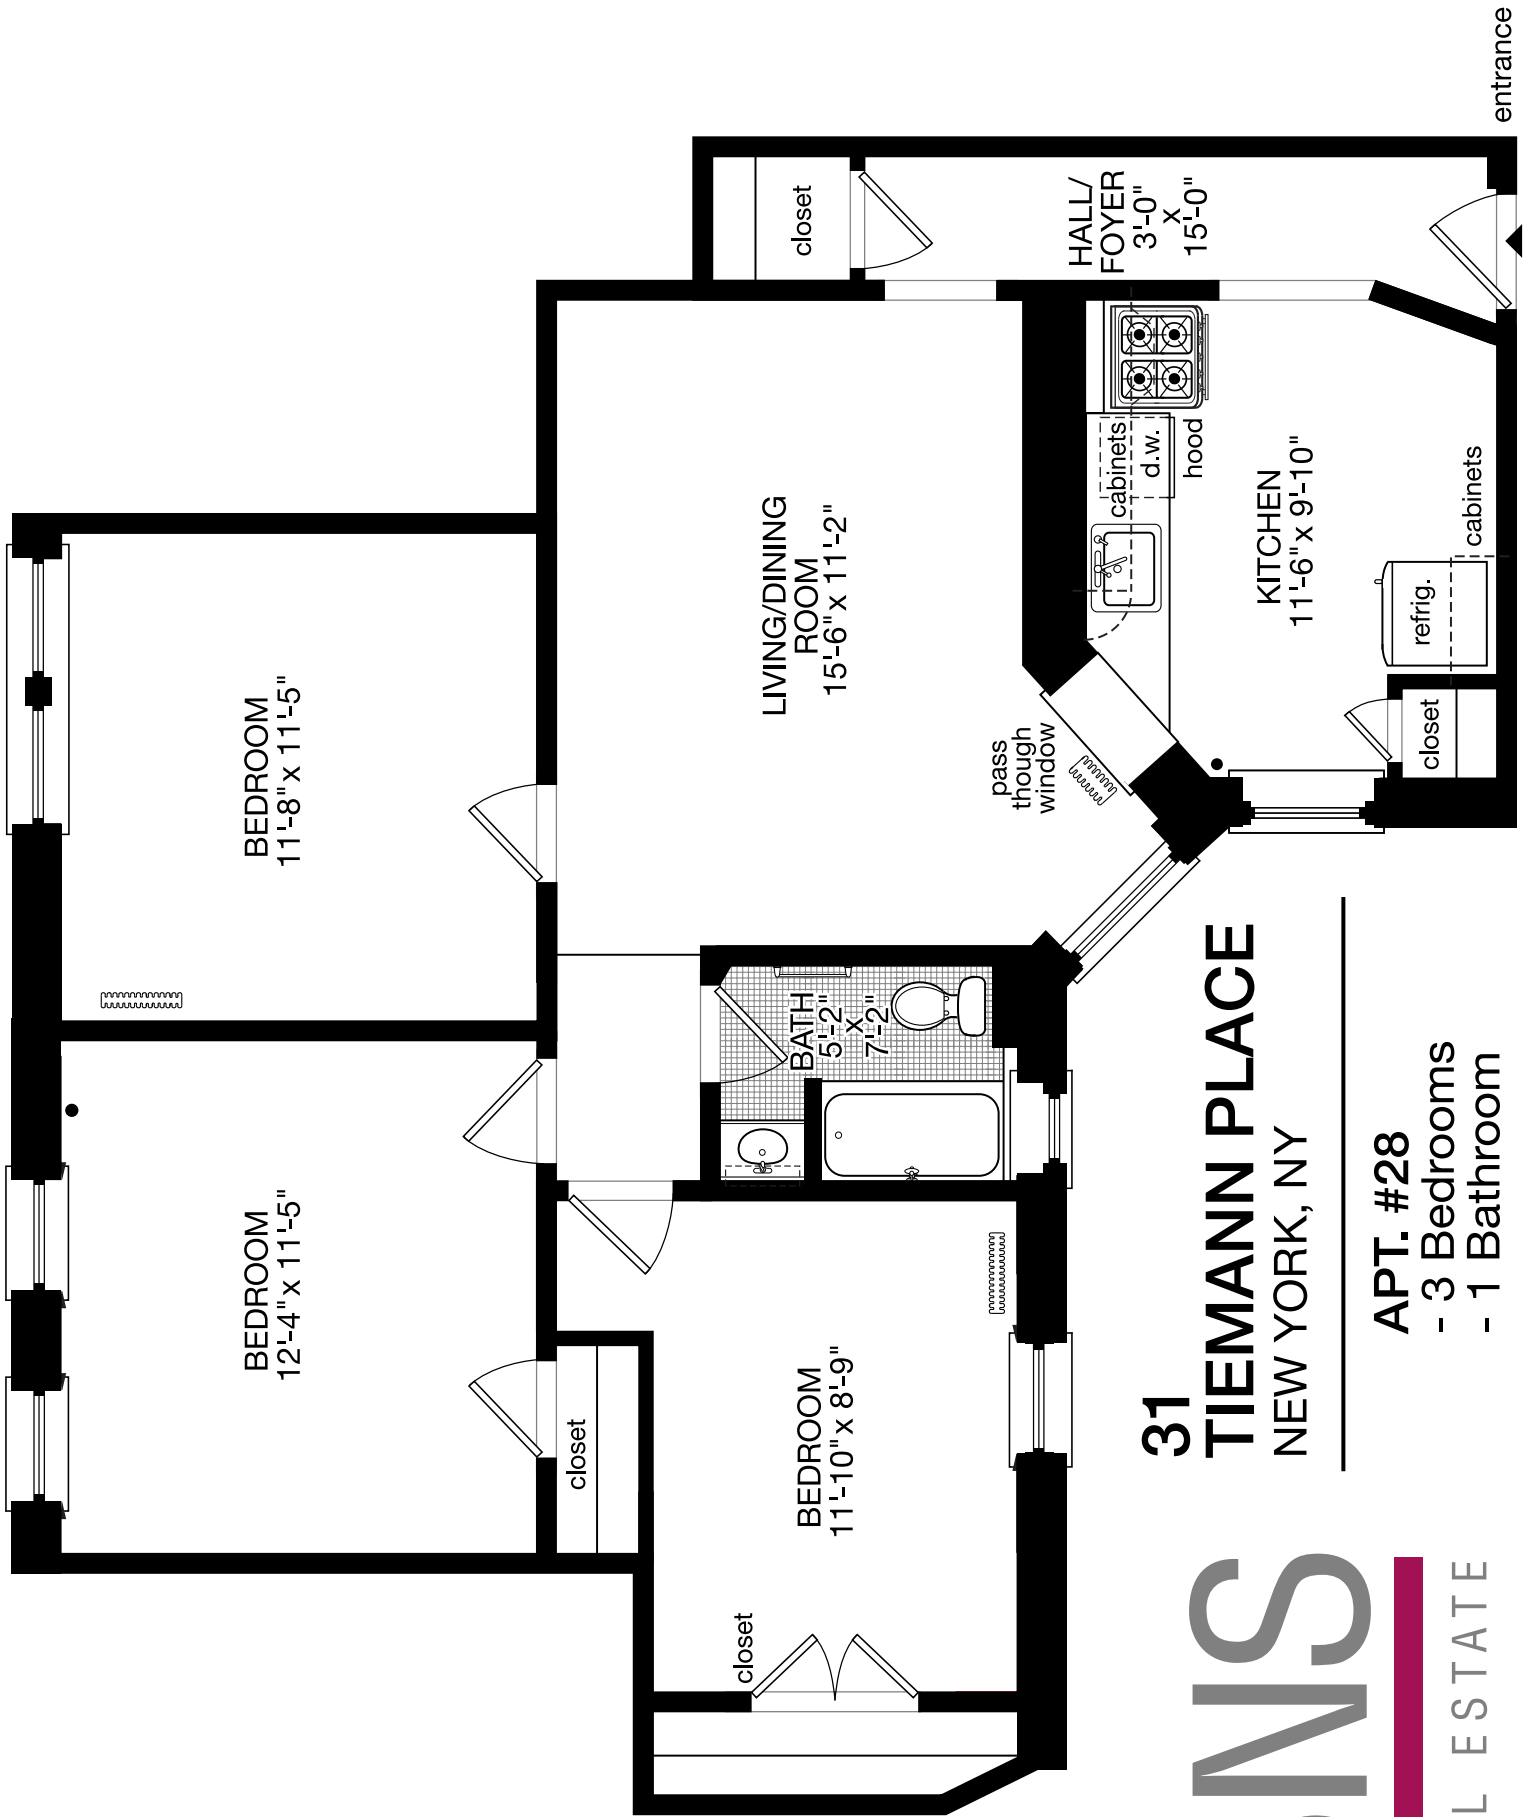 entrance
closet
HALL/
FOYER
3'-0"
x
15'-0"
BEDROOM
11'-8" x 11'-5"
LIVING/DINING
ROOM
15'-6" x 11'-2"
cabinets
d.w.
hood
KITCHEN
11'-6" x 9'-10"
cabinets
refrig.
closet
pass
though
window
BATH
5'-2"
x
7'-2"
BEDROOM
12'-4" x 11'-5"
closet
BEDROOM
11'-10" x 8'-9"
closet
31
TIEMANN PLACE
NEW YORK, NY
APT. #28
- 3 Bedrooms
- 1 Bathroom
NS
L ESTATE